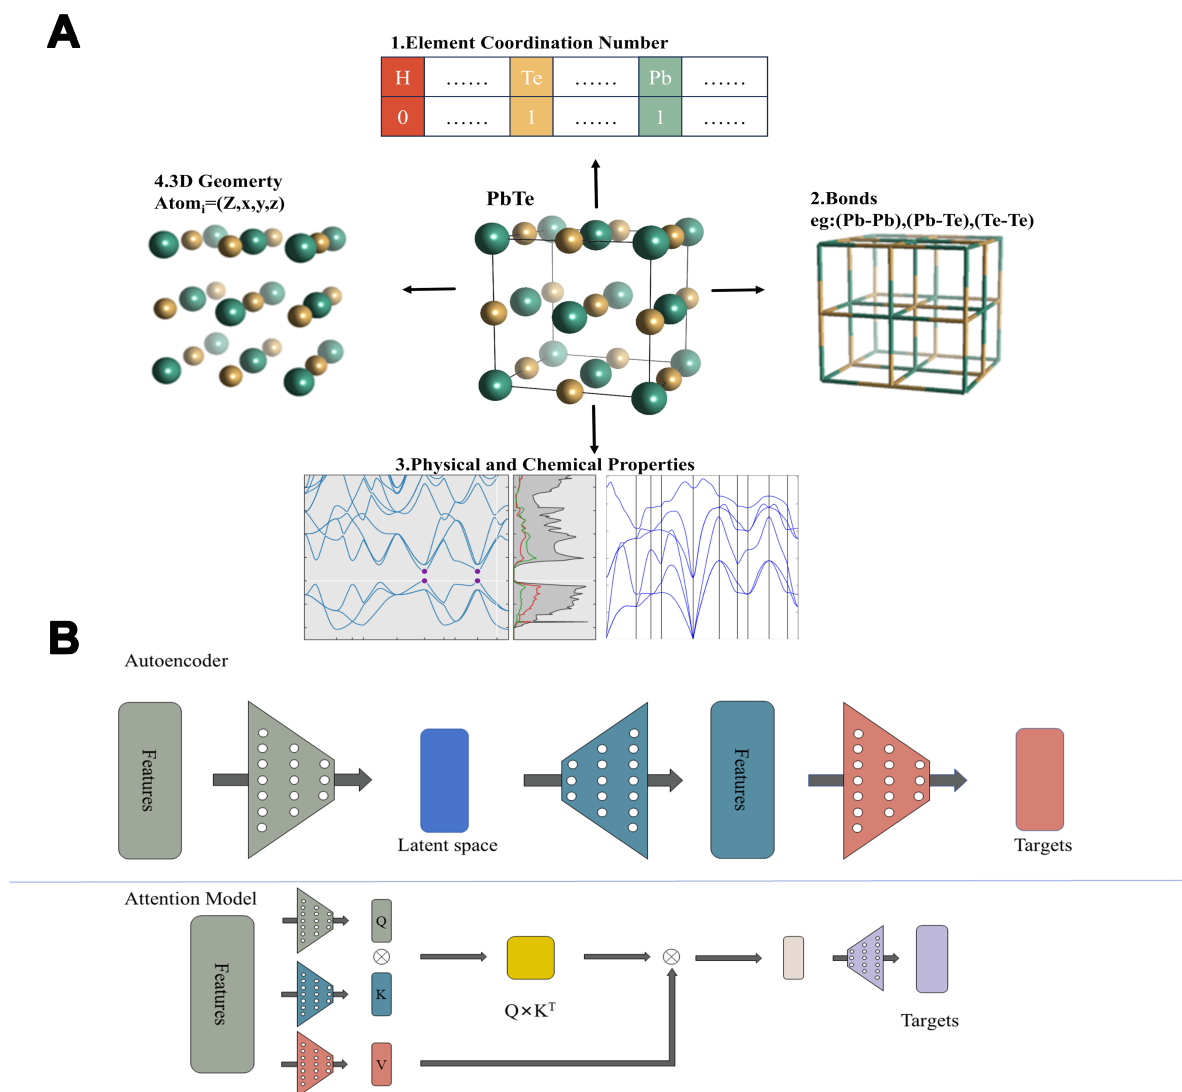 A
1.Element Coordination Number
H ...... Te ...... Pb ......
0 ...... 1 ...... 1 ......
4.3D Geomerty
Atomi=(Z,x,y,z)
PbTe
2.Bonds
eg:(Pb-Pb),(Pb-Te),(Te-Te)
3.Physical and Chemical Properties
B
Autoencoder
Features
Latent space
Features
Targets
Attention Model
Features
Q
K
V
Q×Kᵀ
Targets